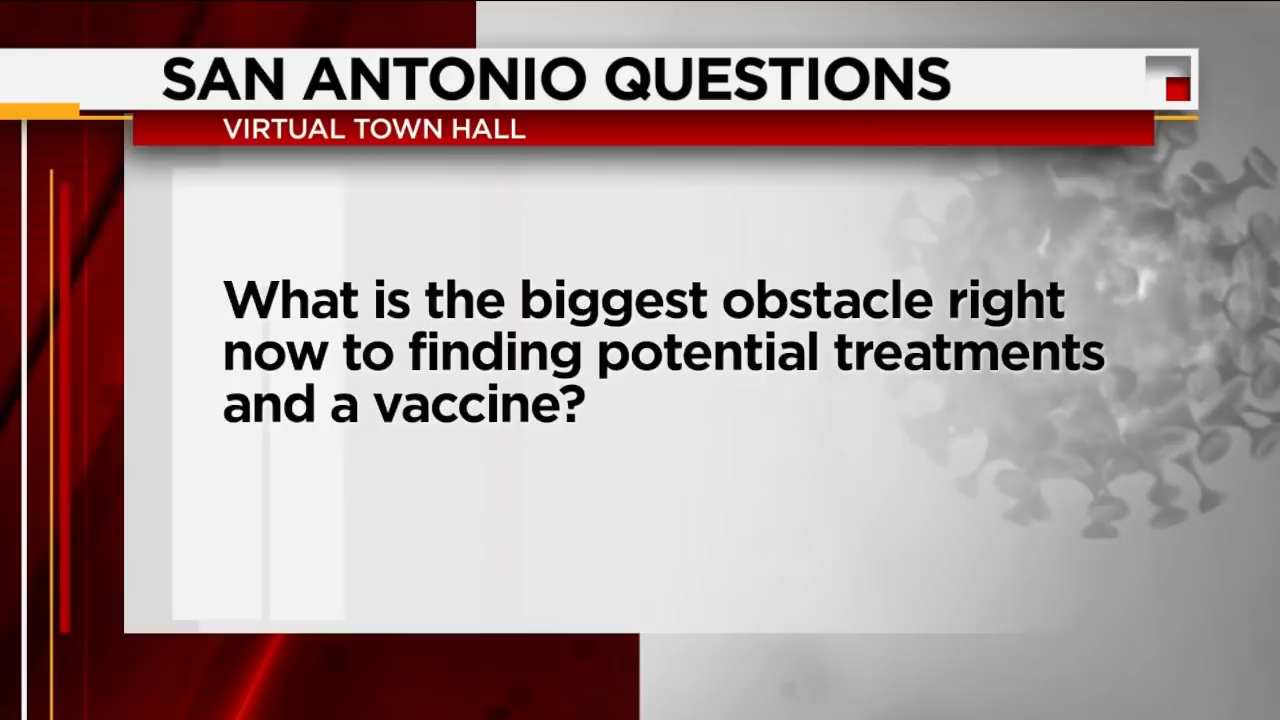 SAN ANTONIO QUESTIONS
VIRTUAL TOWN HALL
What is the biggest obstacle right
now to finding potential treatments
and a vaccine?